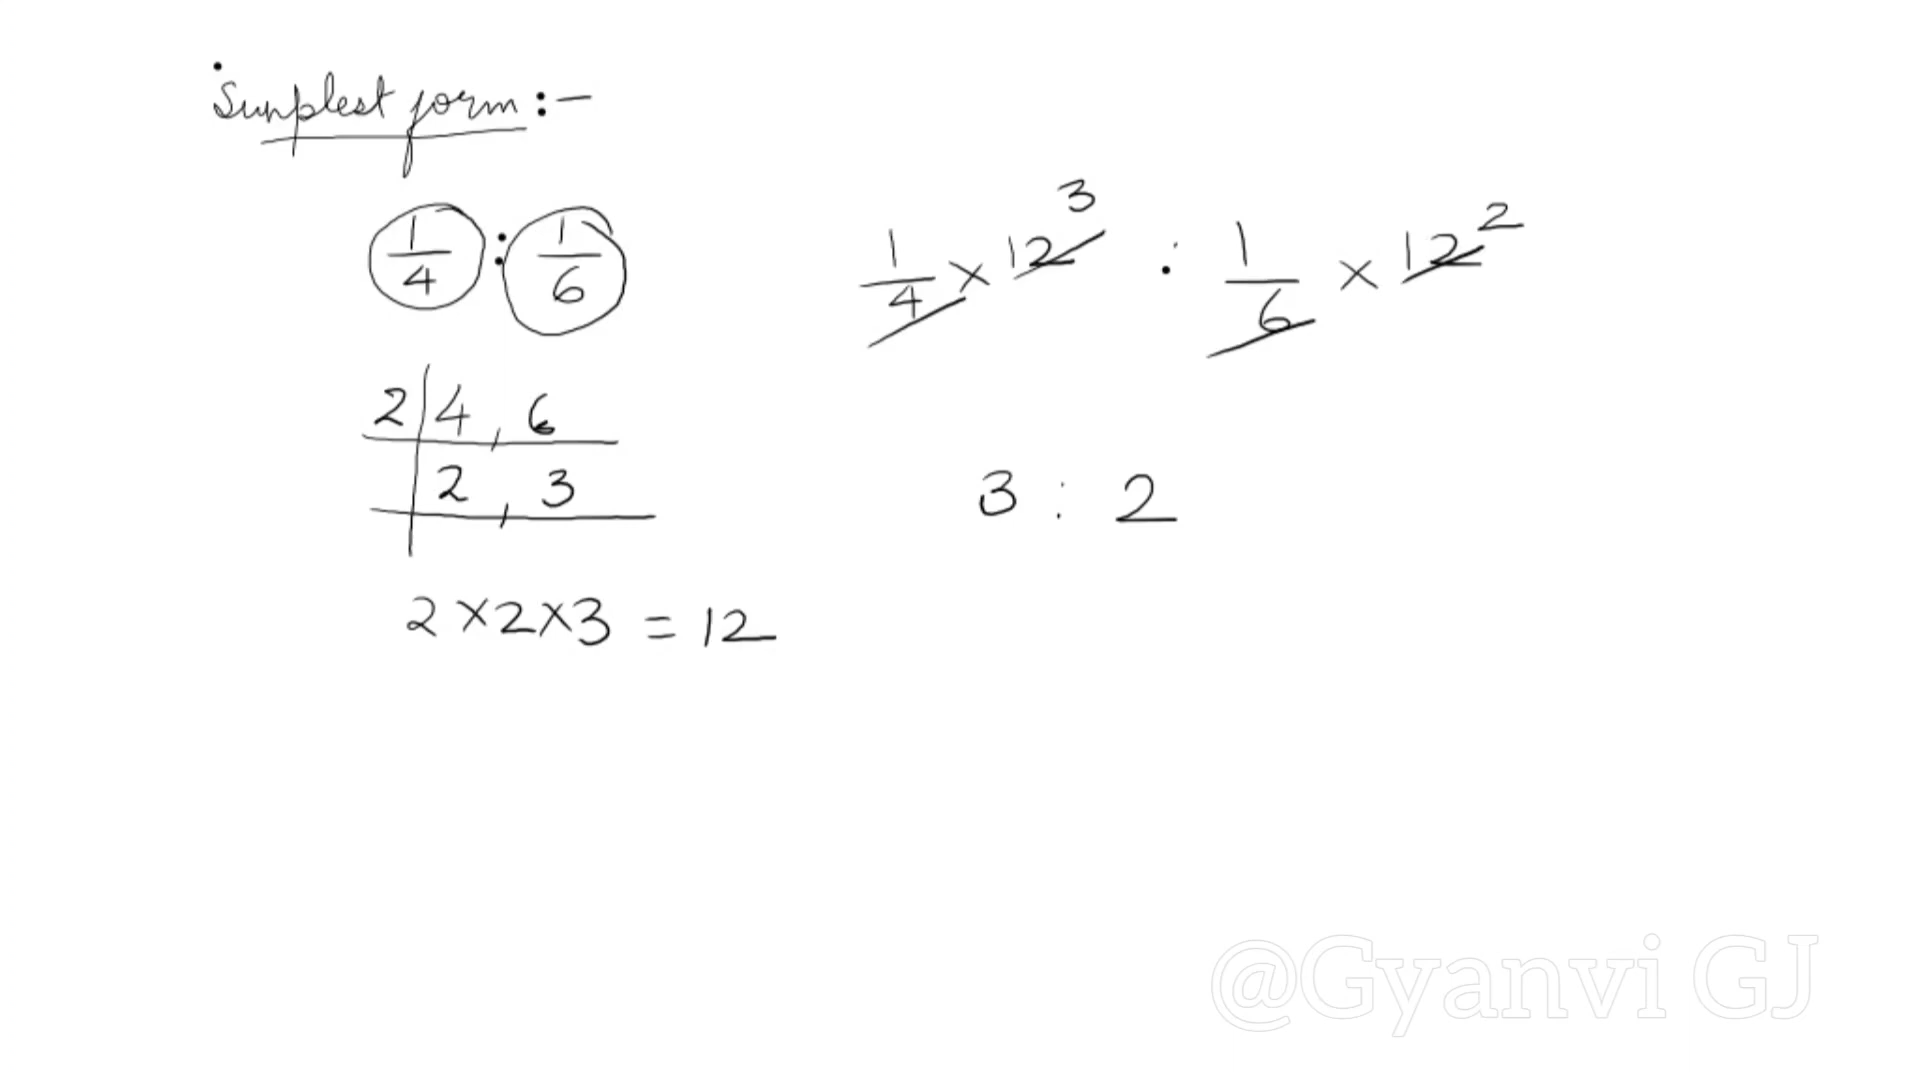 Simplest form :-
1/4 : 1/6
2 | 4 , 6
2 , 3
2 × 2 × 3 = 12
1/4 × 12 3 : 1/6 × 12 2
3 : 2
@Gyanvi GJ